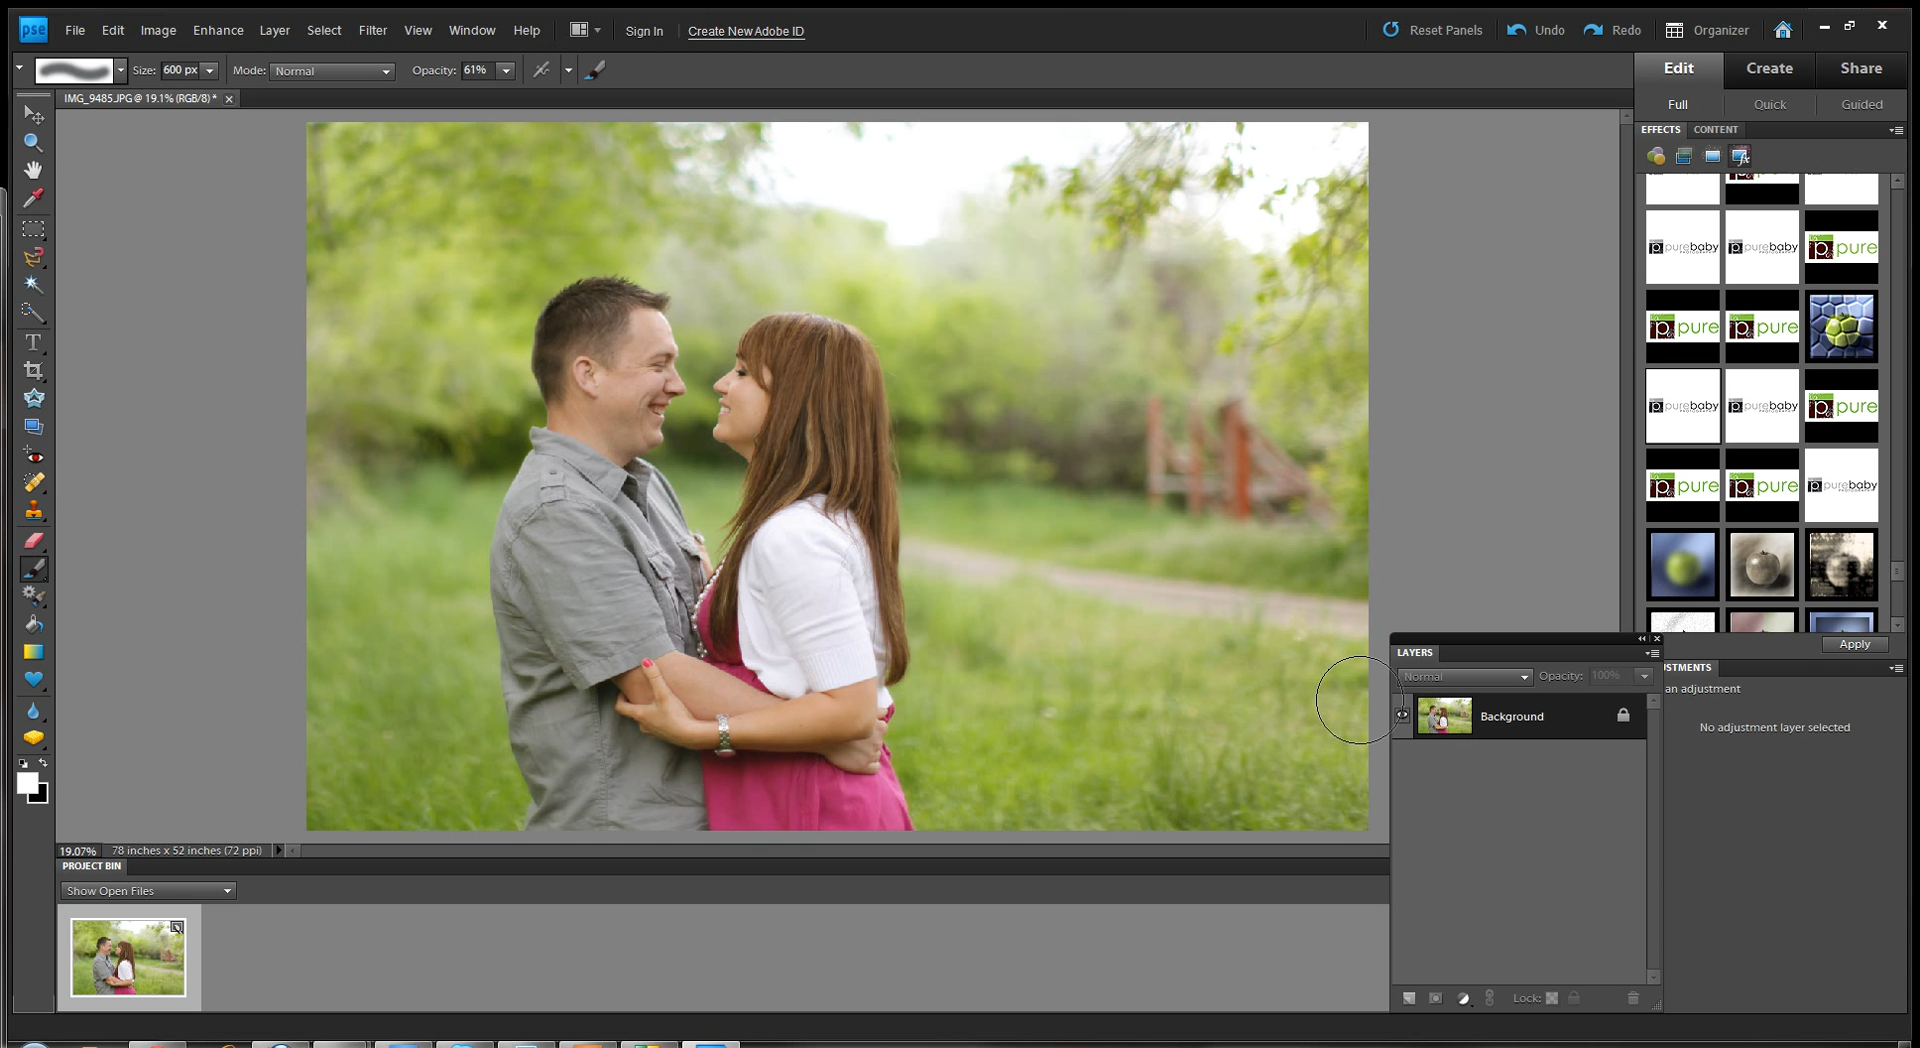 pse File Edit Image Enhance Layer Select Filter View Window Help Sign In Create New Adobe ID Reset Panels Undo Redo Organizer
Size: 600 px Mode: Normal Opacity: 61%
Edit Create Share
IMG_9485.JPG @ 19.1% (RGB/8) *
Full Quick Guided
EFFECTS CONTENT
purebaby purebaby p pure
p pure p pure
purebaby purebaby p pure
p pure p pure purebaby
Apply
LAYERS
USTMENTS
Normal Opacity: 100%
an adjustment
Background
No adjustment layer selected
19.07% 78 inches x 52 inches (72 ppi)
PROJECT BIN
Show Open Files
Lock: